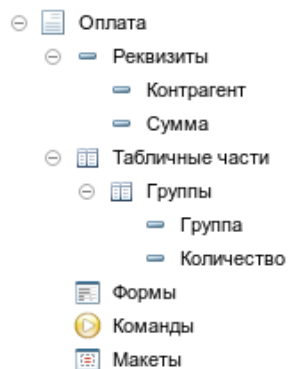 Оплата
Реквизиты
Контрагент
Сумма
Табличные части
Группы
Группа
Количество
Формы
Команды
Макеты